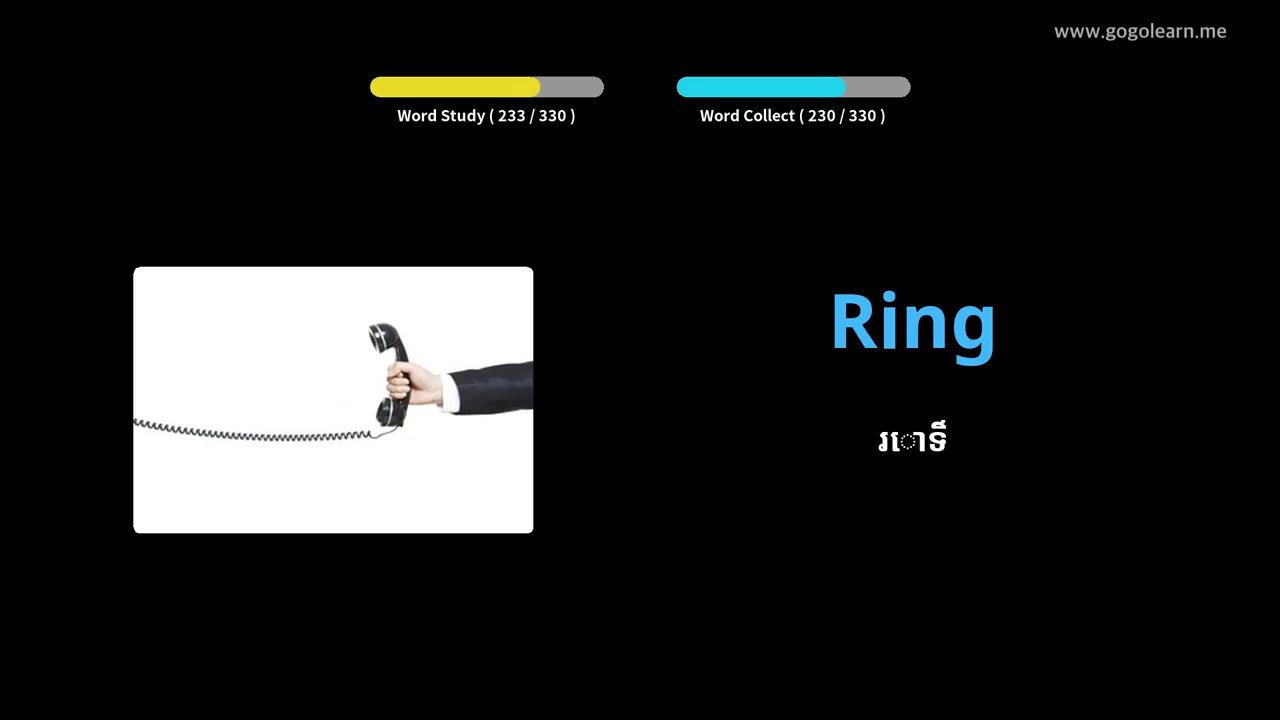 www.gogolearn.me
Word Study ( 233 / 330 )
Word Collect ( 230 / 330 )
Ring
រោទី៏